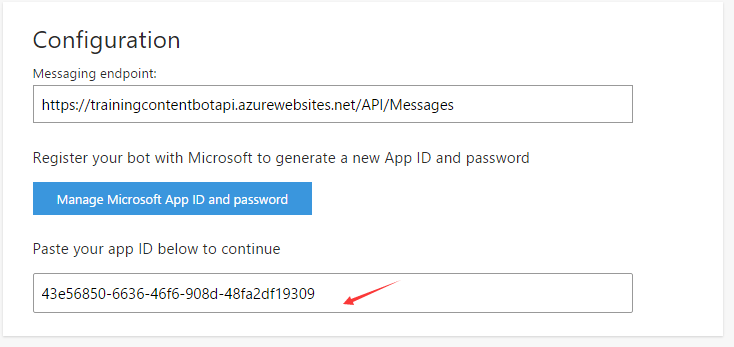 Configuration
Messaging endpoint:
https://trainingcontentbotapi.azurewebsites.net/API/Messages
Register your bot with Microsoft to generate a new App ID and password
Manage Microsoft App ID and password
Paste your app ID below to continue
43e56850-6636-46f6-908d-48fa2df19309